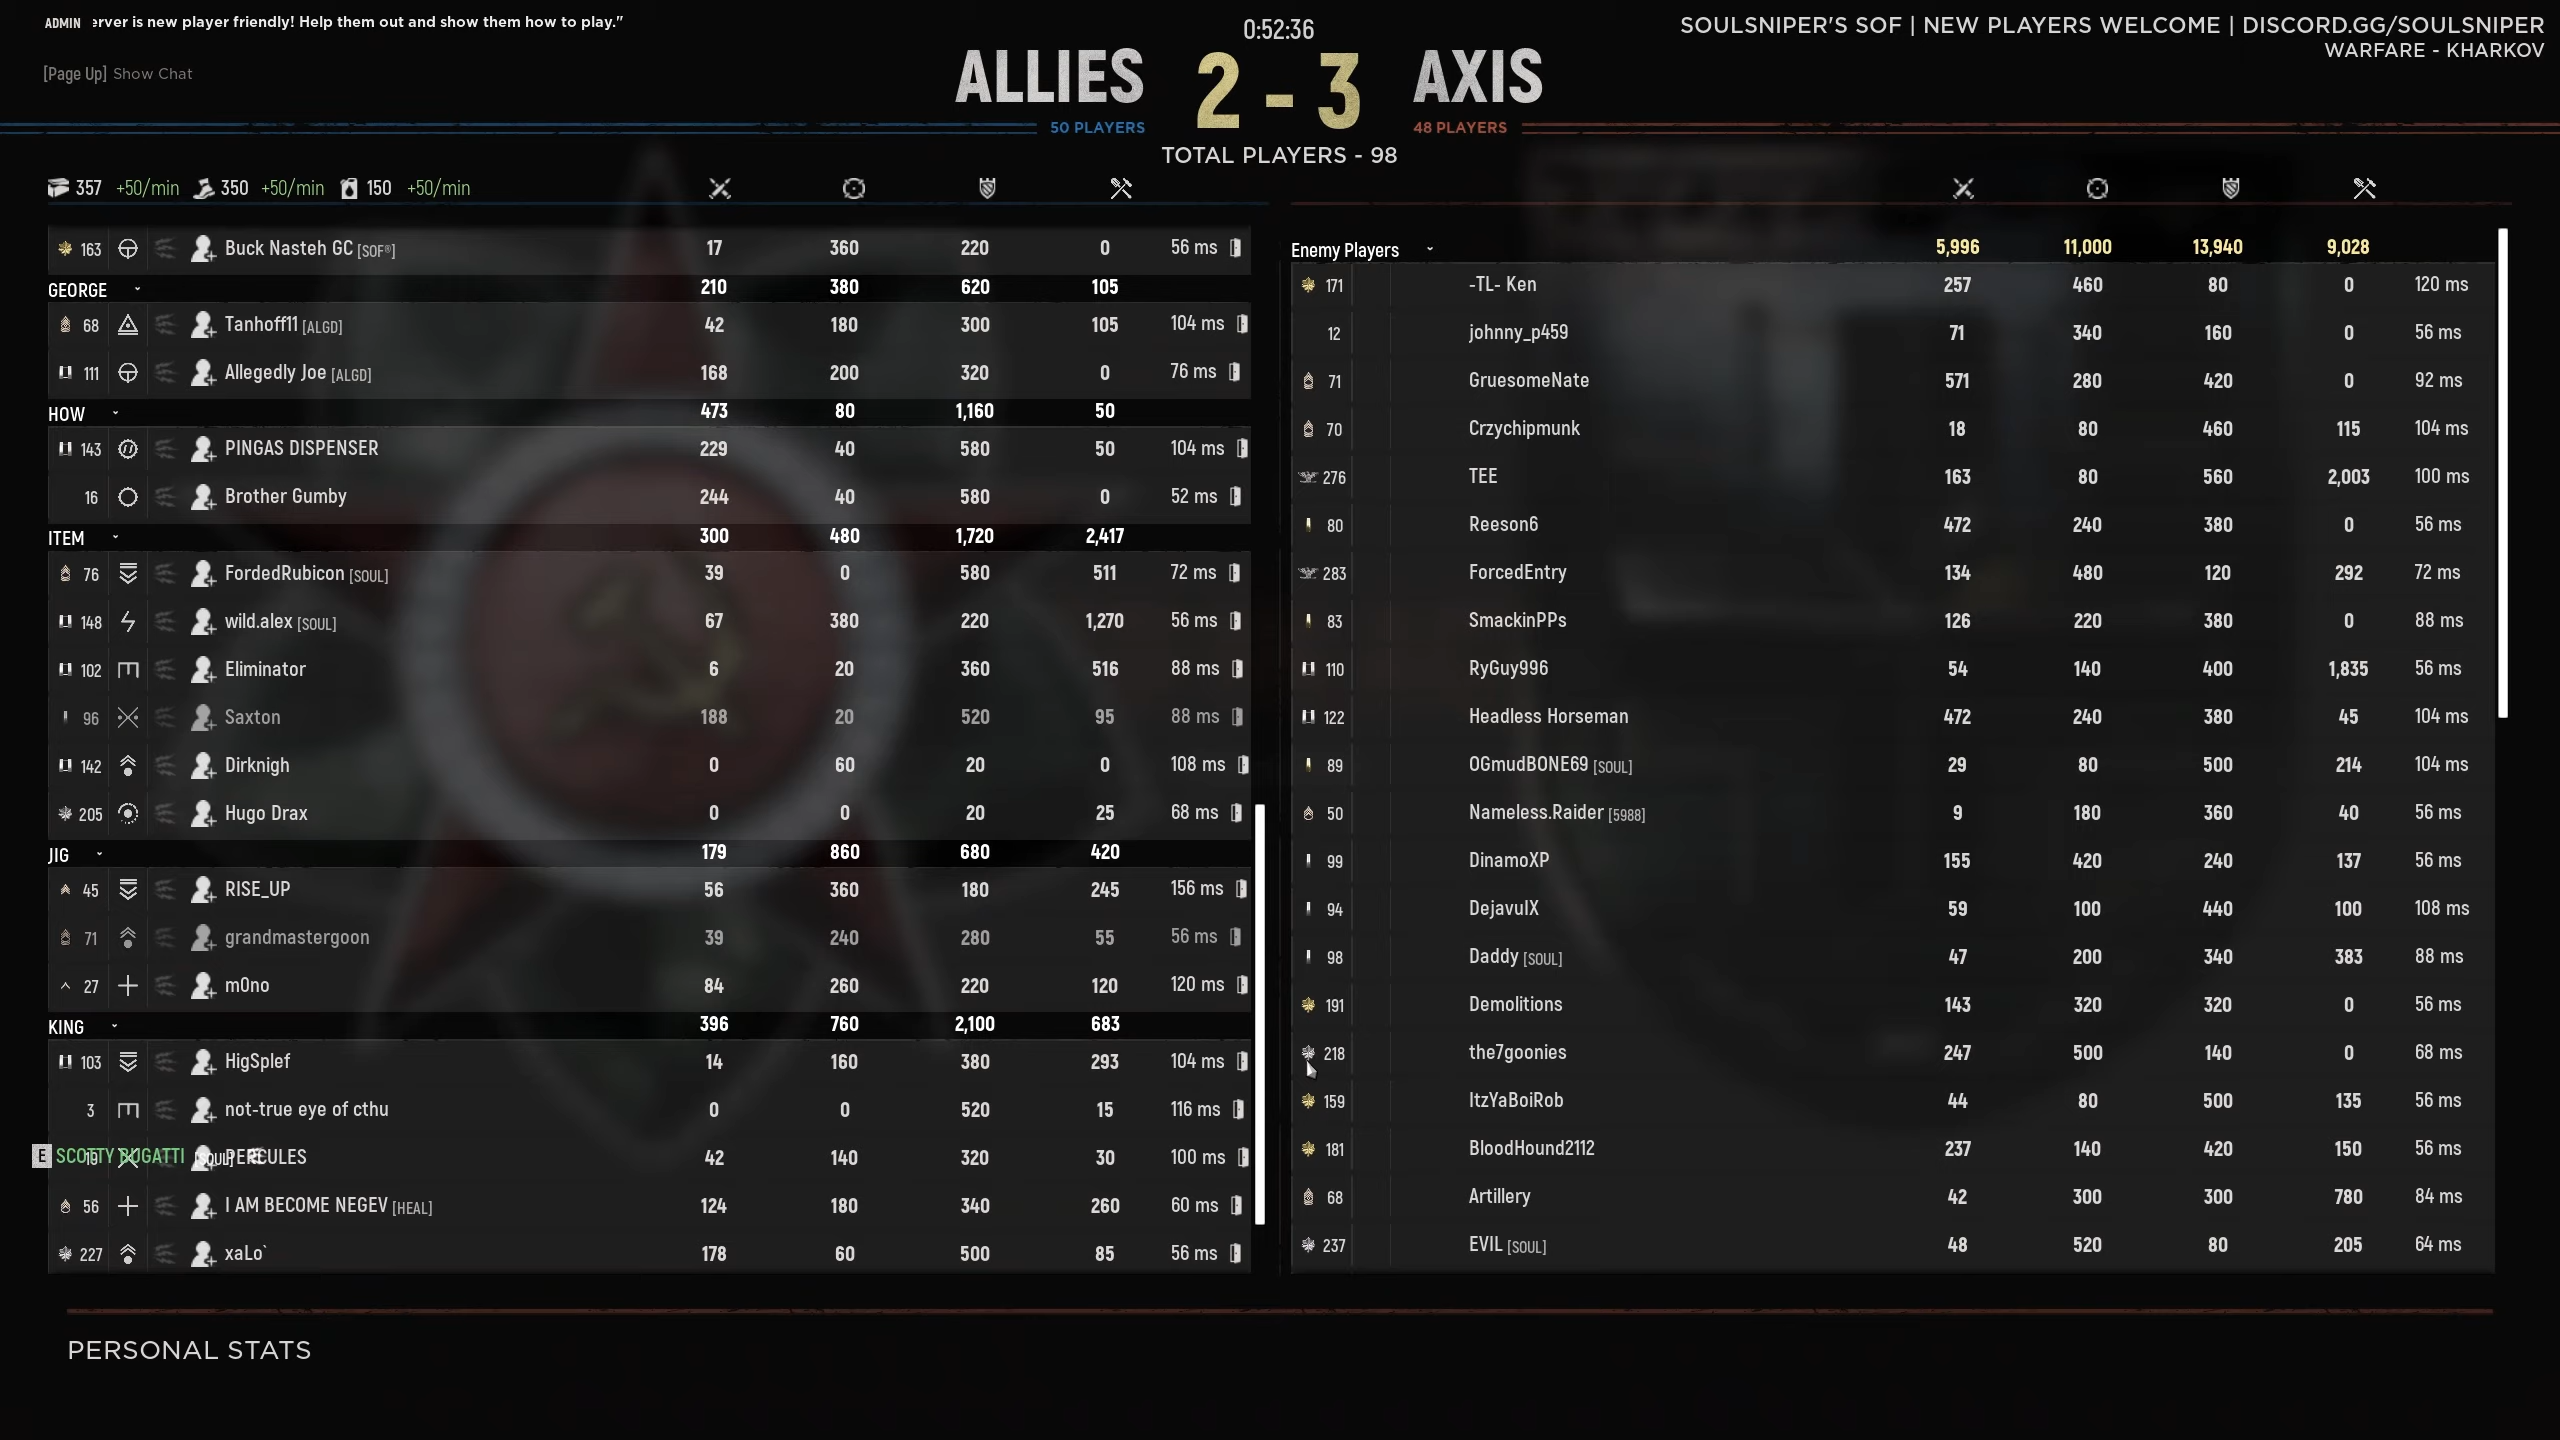 ADMIN erver is new player friendly! Help them out and show them how to play."
[Page Up] Show Chat
0:52:36
ALLIES 2 - 3 AXIS
50 PLAYERS 48 PLAYERS
TOTAL PLAYERS - 98
SOULSNIPER'S SOF | NEW PLAYERS WELCOME | DISCORD.GG/SOULSNIPER
WARFARE - KHARKOV
357 +50/min 350 +50/min 150 +50/min
163 Buck Nasteh GC [SOF®] 17 360 220 0 56 ms
GEORGE 210 380 620 105
68 Tanhoff11 [ALGD] 42 180 300 105 104 ms
111 Allegedly Joe [ALGD] 168 200 320 0 76 ms
HOW 473 80 1,160 50
143 PINGAS DISPENSER 229 40 580 50 104 ms
16 Brother Gumby 244 40 580 0 52 ms
ITEM 300 480 1,720 2,417
76 FordedRubicon [SOUL] 39 0 580 511 72 ms
148 wild.alex [SOUL] 67 380 220 1,270 56 ms
102 Eliminator 6 20 360 516 88 ms
96 Saxton 188 20 520 95 88 ms
142 Dirknigh 0 60 20 0 108 ms
205 Hugo Drax 0 0 20 25 68 ms
JIG 179 860 680 420
45 RISE_UP 56 360 180 245 156 ms
71 grandmastergoon 39 240 280 55 56 ms
27 m0no 84 260 220 120 120 ms
KING 396 760 2,100 683
103 HigSplef 14 160 380 293 104 ms
3 not-true eye of cthu 0 0 520 15 116 ms
E SCOTTY BUGATTI [SOUL] PERCULES 42 140 320 30 100 ms
56 I AM BECOME NEGEV [HEAL] 124 180 340 260 60 ms
227 xaLo` 178 60 500 85 56 ms
Enemy Players 5,996 11,000 13,940 9,028
171 -TL- Ken 257 460 80 0 120 ms
12 johnny_p459 71 340 160 0 56 ms
71 GruesomeNate 571 280 420 0 92 ms
70 Crzychipmunk 18 80 460 115 104 ms
276 TEE 163 80 560 2,003 100 ms
80 Reeson6 472 240 380 0 56 ms
283 ForcedEntry 134 480 120 292 72 ms
83 SmackinPPs 126 220 380 0 88 ms
110 RyGuy996 54 140 400 1,835 56 ms
122 Headless Horseman 472 240 380 45 104 ms
89 OGmudBONE69 [SOUL] 29 80 500 214 104 ms
50 Nameless.Raider [5988] 9 180 360 40 56 ms
99 DinamoXP 155 420 240 137 56 ms
94 DejavuIX 59 100 440 100 108 ms
98 Daddy [SOUL] 47 200 340 383 88 ms
191 Demolitions 143 320 320 0 56 ms
218 the7goonies 247 500 140 0 68 ms
159 ItzYaBoiRob 44 80 500 135 56 ms
181 BloodHound2112 237 140 420 150 56 ms
68 Artillery 42 300 300 780 84 ms
237 EVIL [SOUL] 48 520 80 205 64 ms
PERSONAL STATS